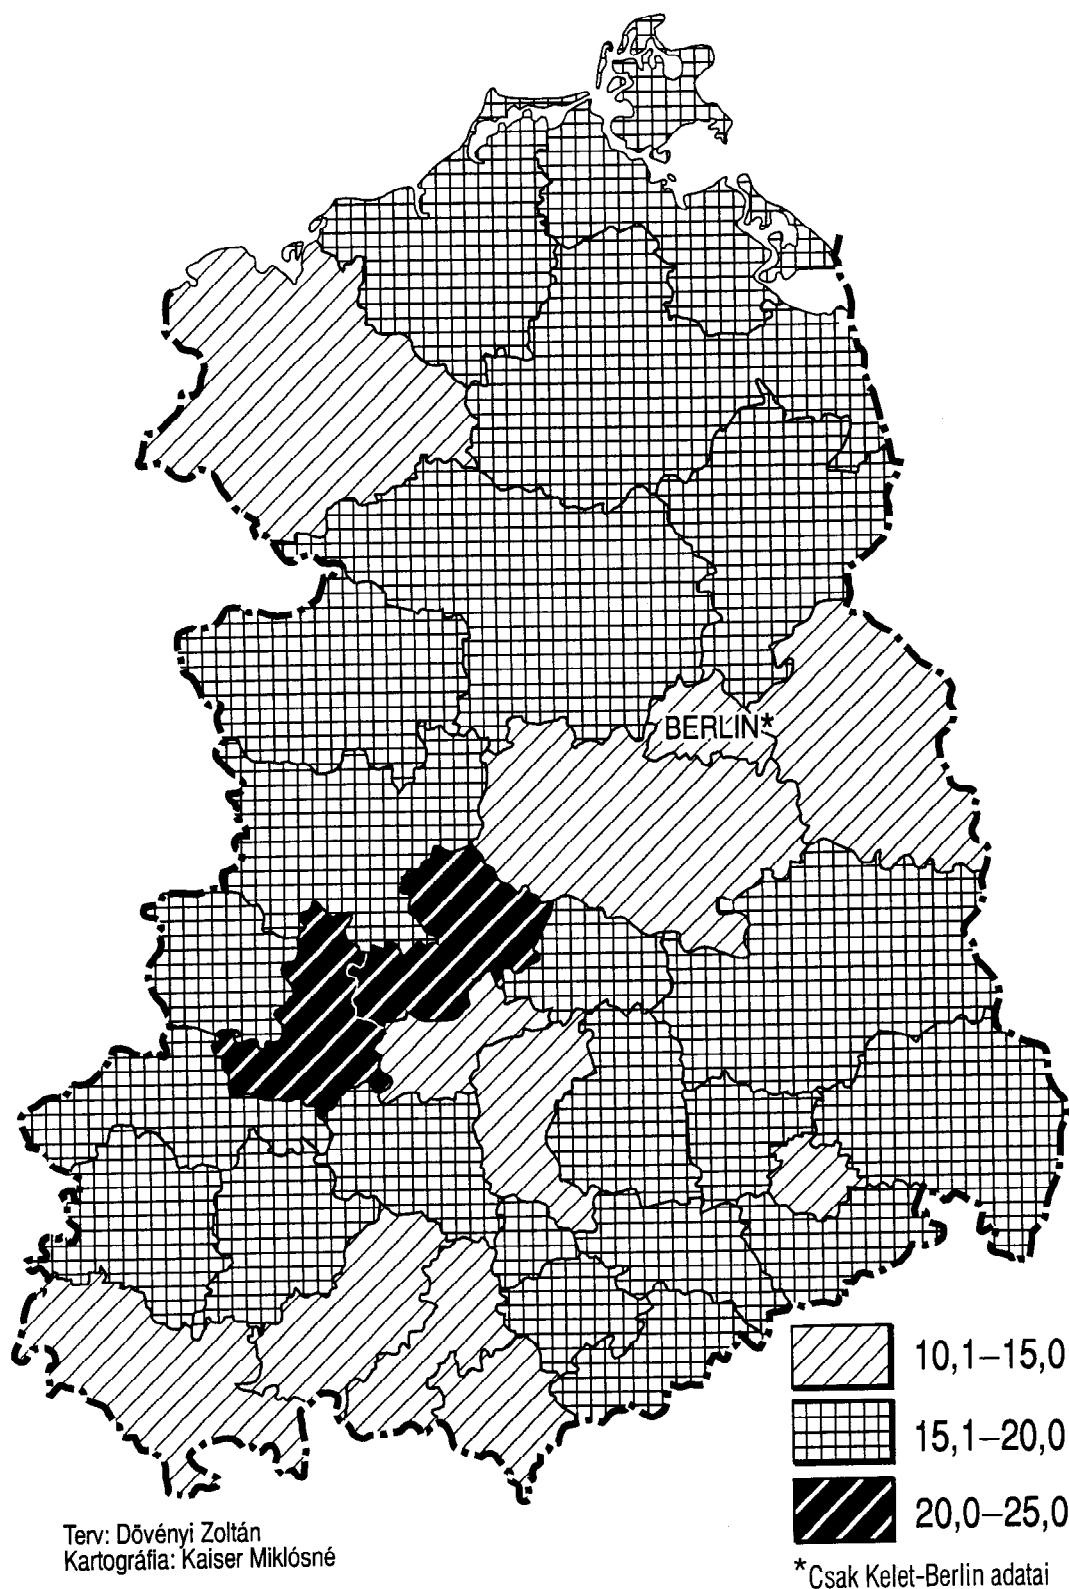 BERLIN*
10,1–15,0
15,1–20,0
20,0–25,0
Terv: Dövényi Zoltán
Kartográfia: Kaiser Miklósné
*Csak Kelet-Berlin adatai